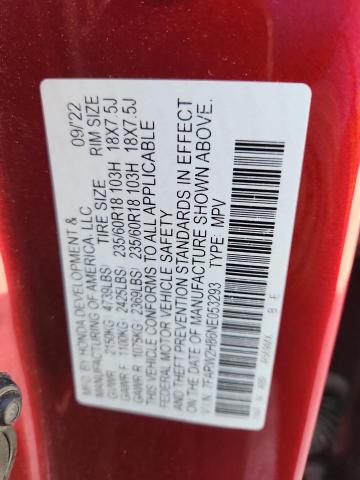 MFD. BY HONDA DEVELOPMENT & 09/'22
MANUFACTURING OF AMERICA, LLC.
TIRE SIZE RIM SIZE
GVWR 2150KG 4739LBS
GAWR F 1100KG 2425LBS 235/60R18 103H 18X7.5J
GAWR R 1075KG 2369LBS 235/60R18 103H 18X7.5J
THIS VEHICLE CONFORMS TO ALL APPLICABLE
FEDERAL MOTOR VEHICLE SAFETY
AND THEFT PREVENTION STANDARDS IN EFFECT
ON THE DATE OF MANUFACTURE SHOWN ABOVE.
V.I.N. 7FARW2H86NE053293 TYPE: MPV